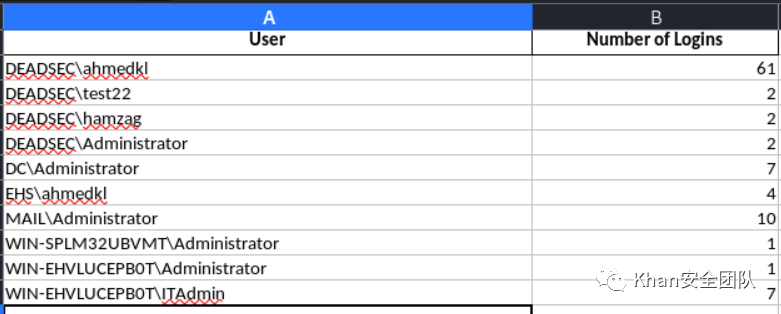 A B
User Number of Logins
DEADSEC\ahmedkl 61
DEADSEC\test22 2
DEADSEC\hamzag 2
DEADSEC\Administrator 2
DC\Administrator 7
EHS\ahmedkl 4
MAIL\Administrator 10
WIN-SPLM32UBVMT\Administrator 1
WIN-EHVLUCEPB0T\Administrator 1
WIN-EHVLUCEPB0T\ITAdmin 7
Khan安全团队